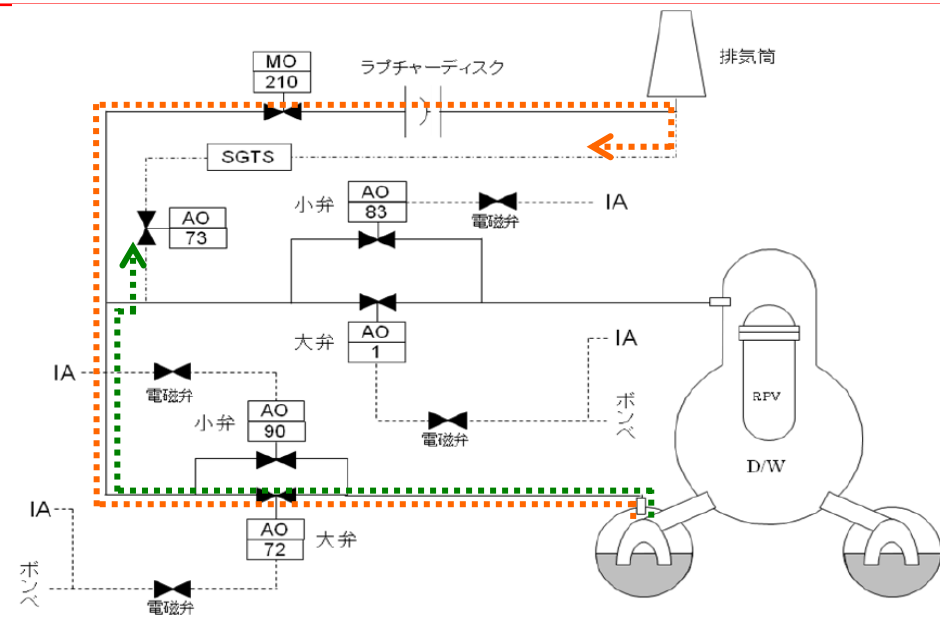 排気筒
MO
210
ラプチャーディスク
SGTS
小弁
AO
83
電磁弁
IA
AO
73
大弁
AO
1
IA
ボンベ
電磁弁
IA
電磁弁
小弁
AO
90
RPV
D/W
IA
AO
72
大弁
ボンベ
電磁弁